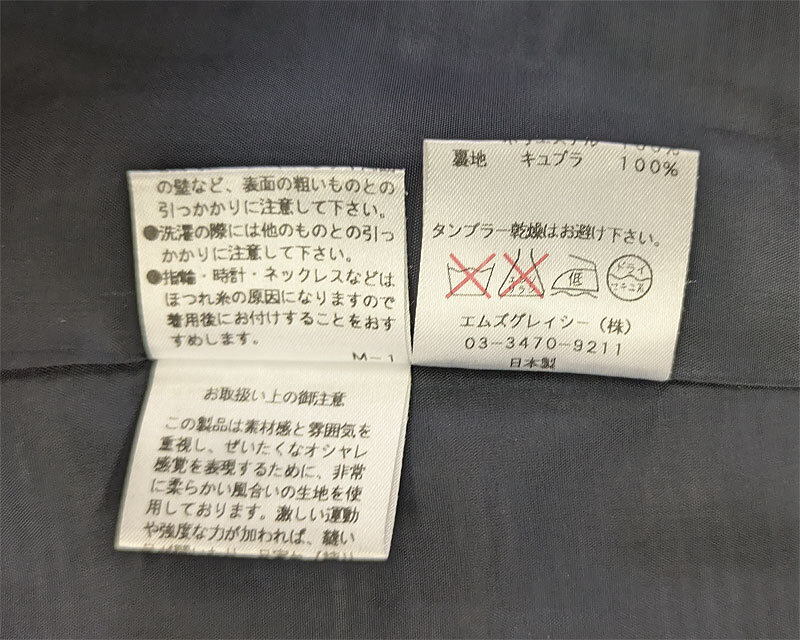 の壁など、表面の粗いものとの
引っかかりに注意して下さい。
●洗濯の際には他のものとの引っ
かかりに注意して下さい。
●指輪・時計・ネックレスなどは
ほつれ糸の原因になりますので
着用後にお付けすることをおす
すめします。
M-1
お取扱い上の御注意
この製品は素材感と雰囲気を
重視し、ぜいたくなオシャレ
感覚を表現するために、非常
に柔らかい風合いの生地を使
用しております。激しい運動
や強度な力が加われば、縫い
100%
裏地 キュプラ 100%
タンブラー乾燥はお避け下さい。
エンソ
サラシ
低
ドライ
エムズグレイシー(株)
03-3470-9211
日本製